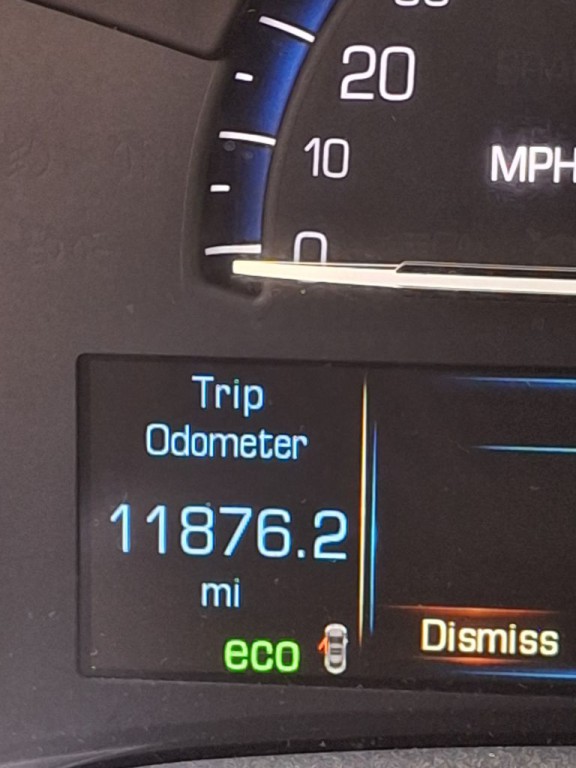 20
10
MPH
0
Trip
Odometer
11876.2
mi
eco
Dismiss